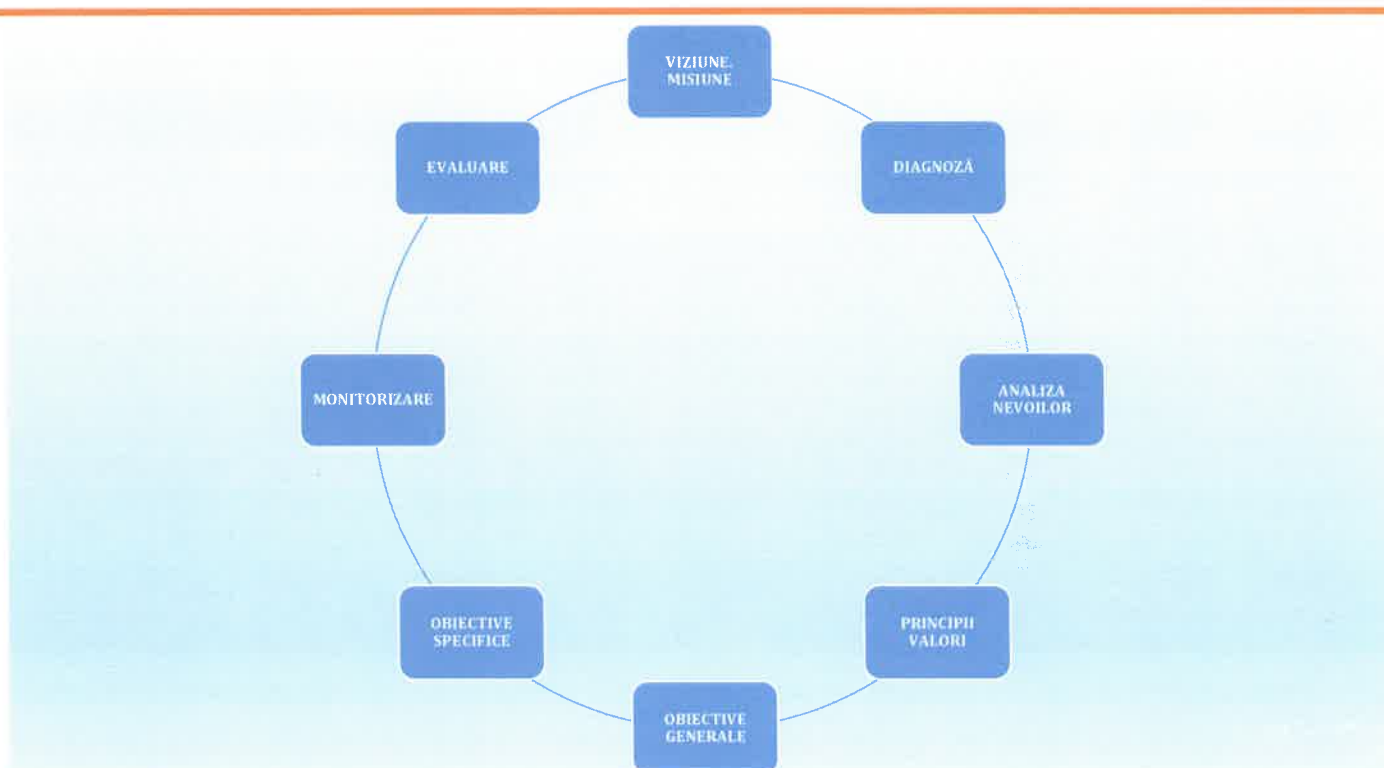 VIZIUNE.
MISIUNE
DIAGNOZĂ
ANALIZA
NEVOILOR
PRINCIPII
VALORI
OBIECTIVE
GENERALE
OBIECTIVE
SPECIFICE
MONITORIZARE
EVALUARE